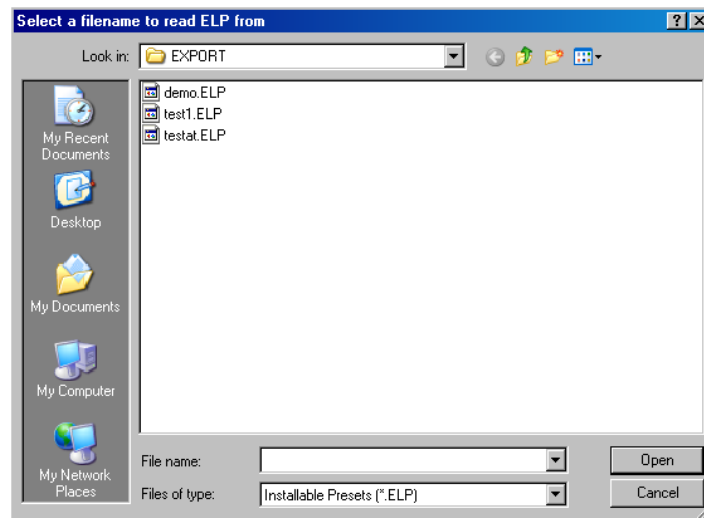 Select a filename to read ELP from
Look in: EXPORT
demo.ELP
test1.ELP
testat.ELP
My Recent
Documents
Desktop
My Documents
My Computer
My Network
Places
File name:
Open
Files of type: Installable Presets (*.ELP)
Cancel